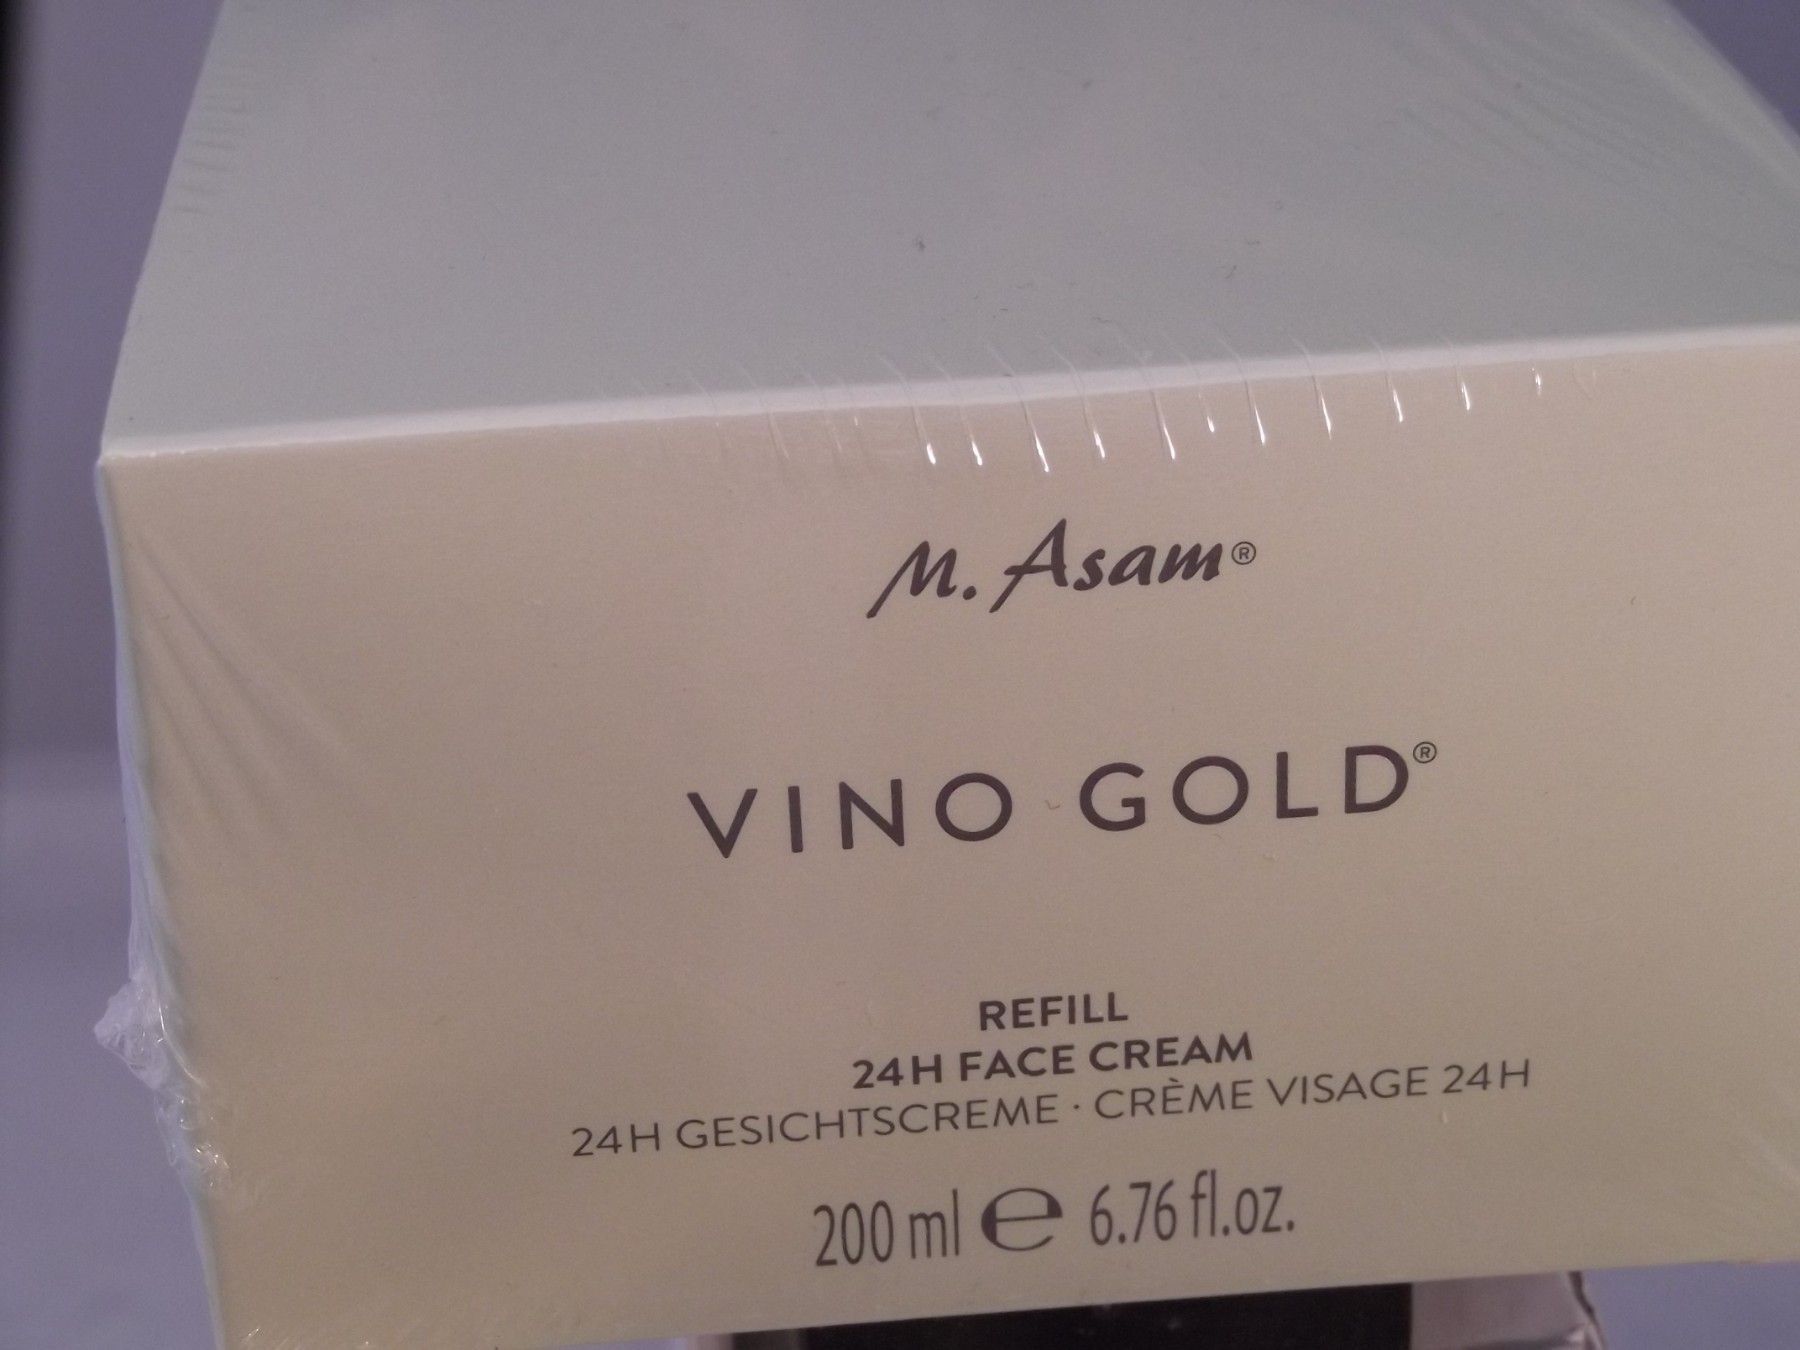 M. Asam®
VINO GOLD®
REFILL
24H FACE CREAM
24H GESICHTSCREME · CRÈME VISAGE 24H
200 ml ℮ 6.76 fl.oz.